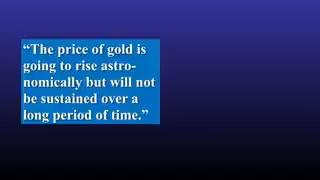 “The price of gold is
going to rise astro-
nomically but will not
be sustained over a
long period of time.”